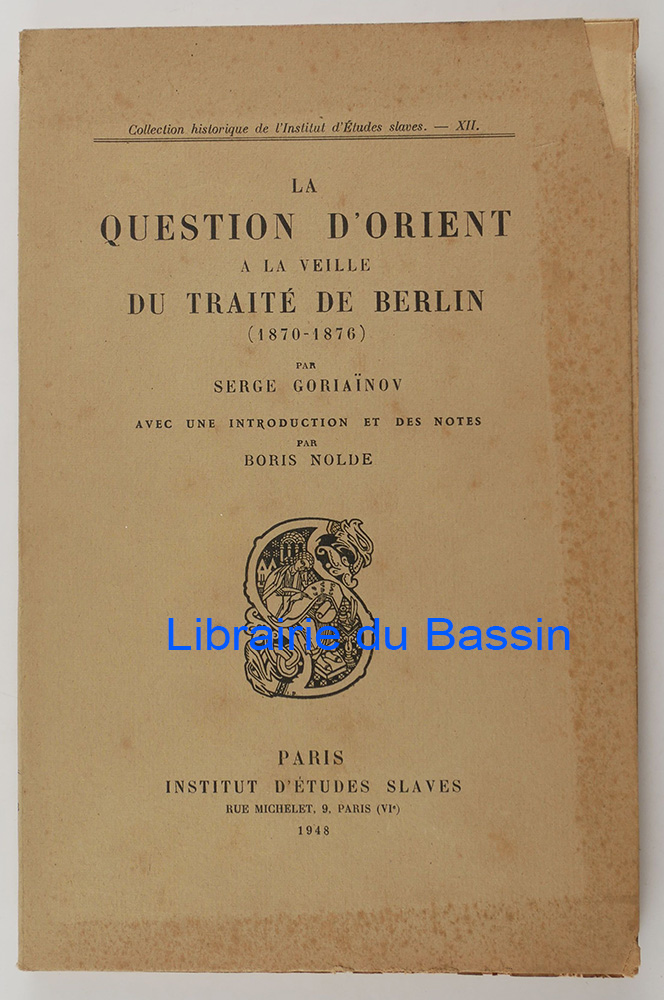 Collection historique de l'Institut d'Études slaves. — XII.
LA
QUESTION D'ORIENT
A LA VEILLE
DU TRAITÉ DE BERLIN
(1870-1876)
PAR
SERGE GORIAÏNOV
AVEC UNE INTRODUCTION ET DES NOTES
PAR
BORIS NOLDE
Librairie du Bassin
PARIS
INSTITUT D'ÉTUDES SLAVES
RUE MICHELET, 9, PARIS (VIe)
1948